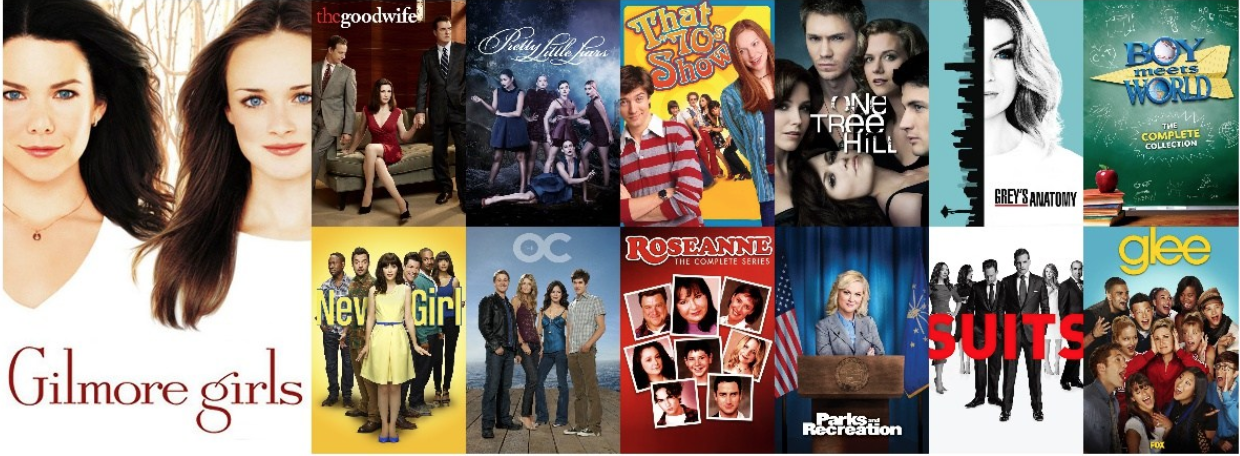 Gilmore girls
thegoodwife
Pretty little liars
That
'70s
Show
ONE
TREE
HILL
GREY'S ANATOMY
BOY
meets
WORLD
THE
COMPLETE
COLLECTION
New Girl
OC
ROSEANNE
THE COMPLETE SERIES
Parks and
Recreation
SUITS
glee
FOX